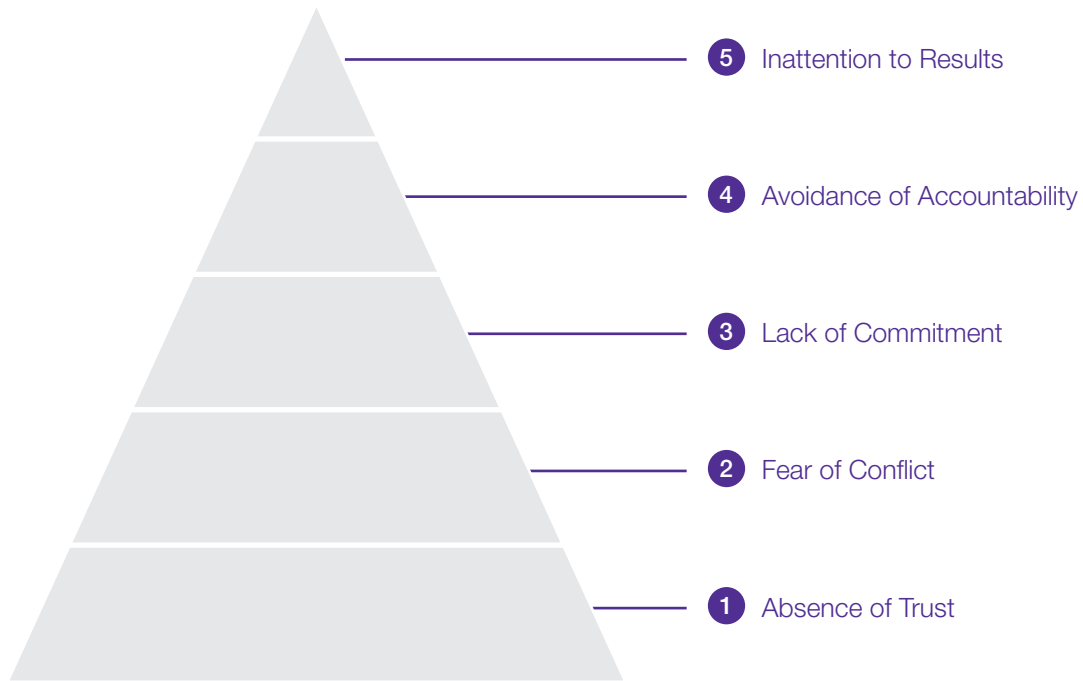 5 Inattention to Results
4 Avoidance of Accountability
3 Lack of Commitment
2 Fear of Conflict
1 Absence of Trust